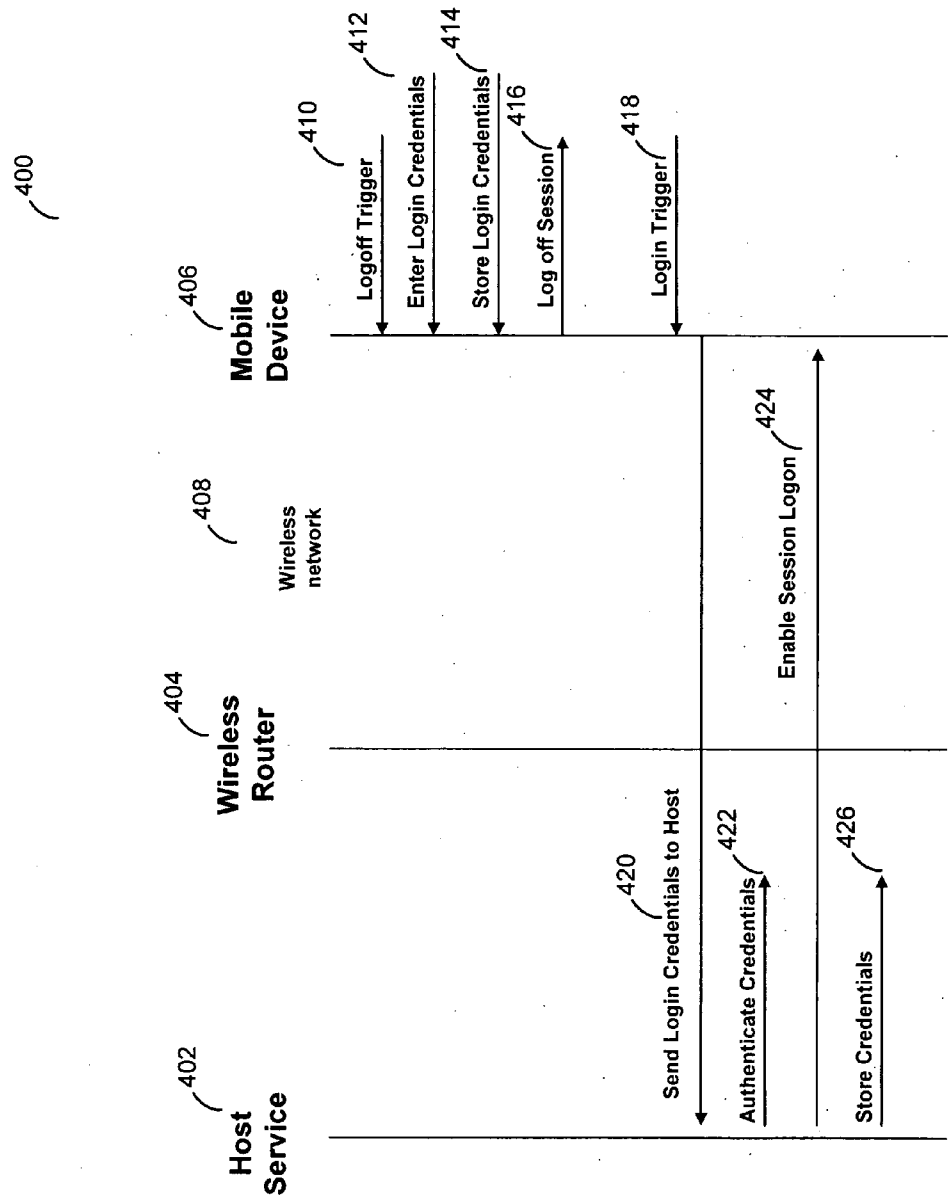 400
402
Host
Service
404
Wireless
Router
408
Wireless
network
406
Mobile
Device
410
Logoff Trigger
412
Enter Login Credentials
414
Store Login Credentials
416
Log off Session
418
Login Trigger
420
Send Login Credentials to Host
422
Authenticate Credentials
424
Enable Session Logon
426
Store Credentials